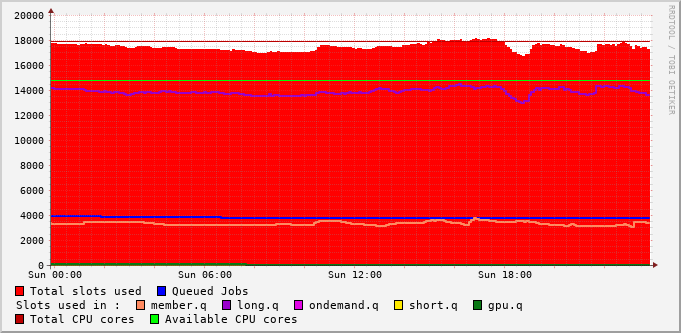 20000
18000
16000
14000
12000
10000
8000
6000
4000
2000
0
Sun 00:00 Sun 06:00 Sun 12:00 Sun 18:00
RRDTOOL / TOBI OETIKER
Total slots used Queued Jobs
Slots used in : member.q long.q ondemand.q short.q gpu.q
Total CPU cores Available CPU cores